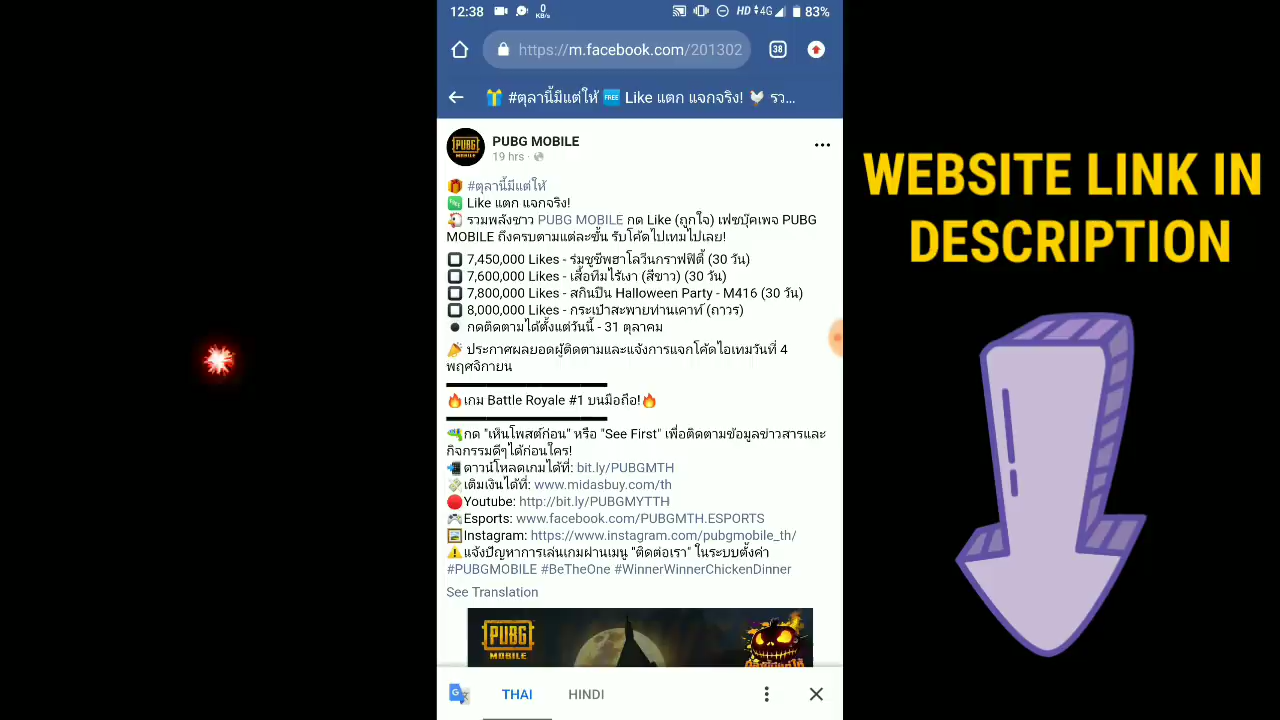 12:38 0 KB/s HD 4G 83%
https://m.facebook.com/201302 38
#ตุลานี้มีแต่ให้ FREE Like แตก แจกจริง! รว...
PUBG MOBILE
19 hrs ·
#ตุลานี้มีแต่ให้
Like แตก แจกจริง!
รวมพลังชาว PUBG MOBILE กด Like (ถูกใจ) เฟซบุ๊คเพจ PUBG
MOBILE ถึงครบตามแต่ละขั้น รับโค้ดไปเทมไปเลย!
7,450,000 Likes - ร่มชูชีพฮาโลวีนกราฟฟิตี้ (30 วัน)
7,600,000 Likes - เสื้อทีมไร้เงา (สีขาว) (30 วัน)
7,800,000 Likes - สกินปืน Halloween Party - M416 (30 วัน)
8,000,000 Likes - กระเป๋าสะพายท่านเคาท์ (ถาวร)
กดติดตามได้ตั้งแต่วันนี้ - 31 ตุลาคม
ประกาศผลยอดผู้ติดตามและแจ้งการแจกโค้ดไอเทมวันที่ 4
พฤศจิกายน
เกม Battle Royale #1 บนมือถือ!
กด "เห็นโพสต์ก่อน" หรือ "See First" เพื่อติดตามข้อมูลข่าวสารและ
กิจกรรมดีๆได้ก่อนใคร!
ดาวน์โหลดเกมได้ที่: bit.ly/PUBGMTH
เติมเงินได้ที่: www.midasbuy.com/th
Youtube: http://bit.ly/PUBGMYTTH
Esports: www.facebook.com/PUBGMTH.ESPORTS
Instagram: https://www.instagram.com/pubgmobile_th/
แจ้งปัญหาการเล่นเกมผ่านเมนู "ติดต่อเรา" ในระบบตั้งค่า
#PUBGMOBILE #BeTheOne #WinnerWinnerChickenDinner
See Translation
PUBG
MOBILE
THAI HINDI
WEBSITE LINK IN
DESCRIPTION